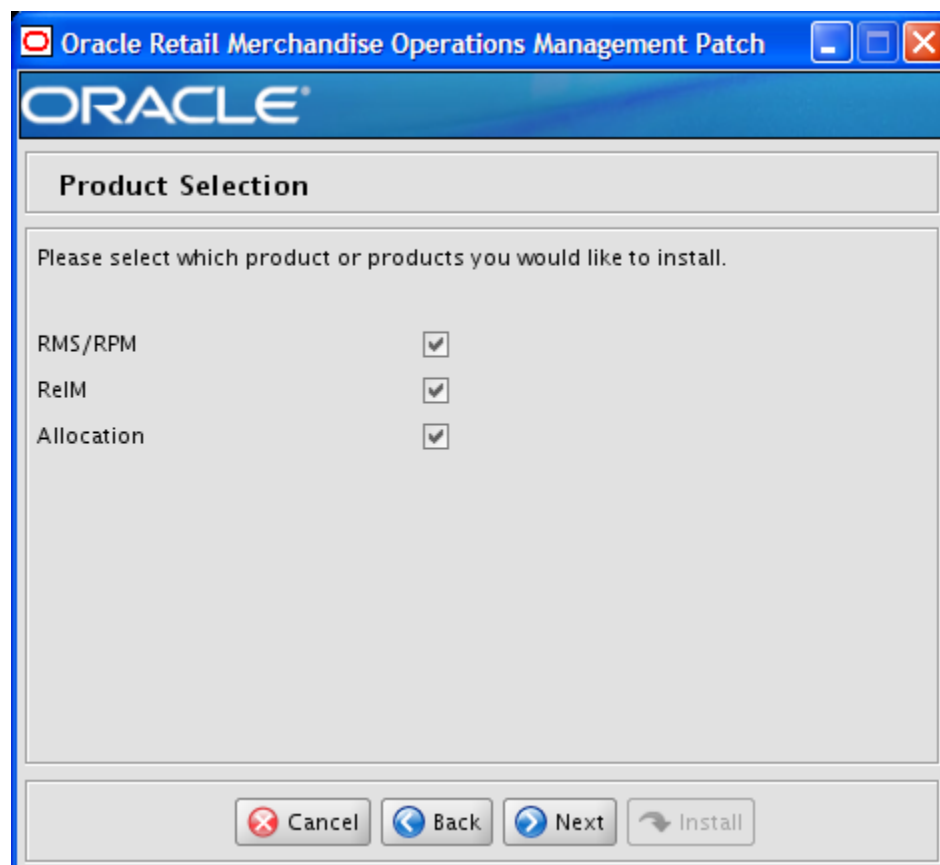 Oracle Retail Merchandise Operations Management Patch
ORACLE
Product Selection
Please select which product or products you would like to install.
RMS/RPM
ReIM
Allocation
Cancel Back Next Install